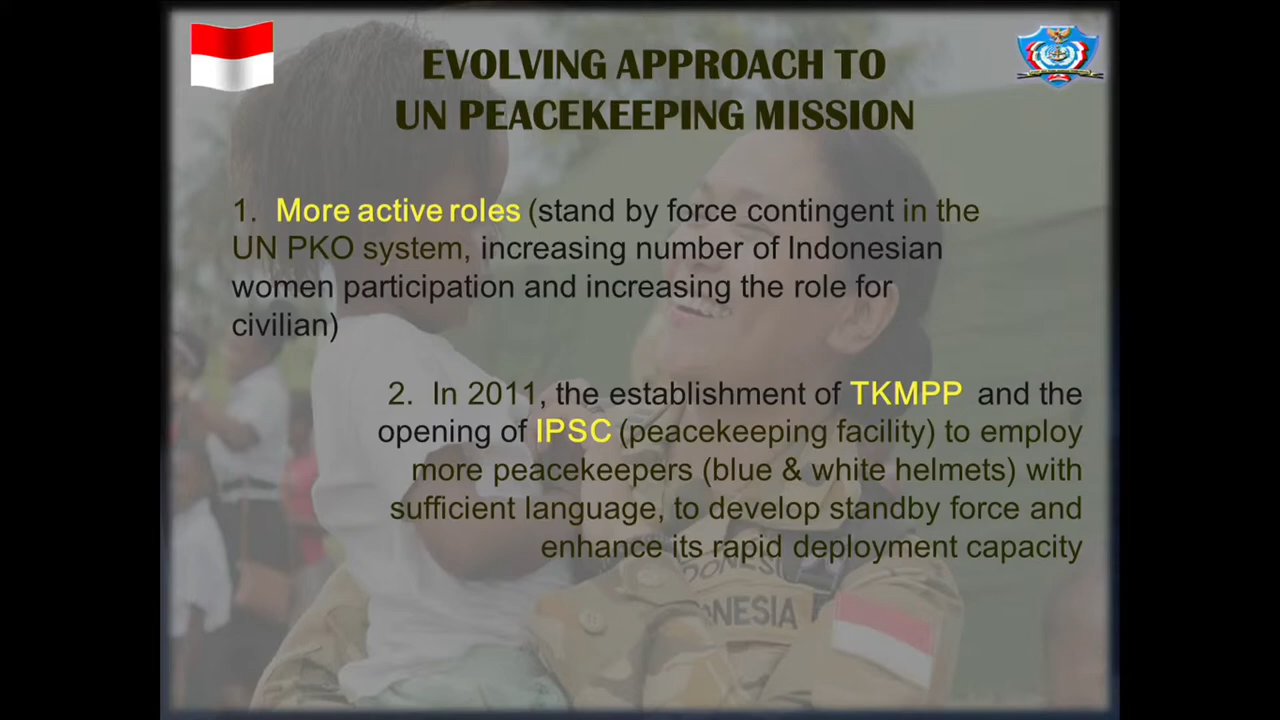 EVOLVING APPROACH TO
UN PEACEKEEPING MISSION
1. More active roles (stand by force contingent in the
UN PKO system, increasing number of Indonesian
women participation and increasing the role for
civilian)
2. In 2011, the establishment of TKMPP and the
opening of IPSC (peacekeeping facility) to employ
more peacekeepers (blue & white helmets) with
sufficient language, to develop standby force and
enhance its rapid deployment capacity
INDONESIA
NESIA